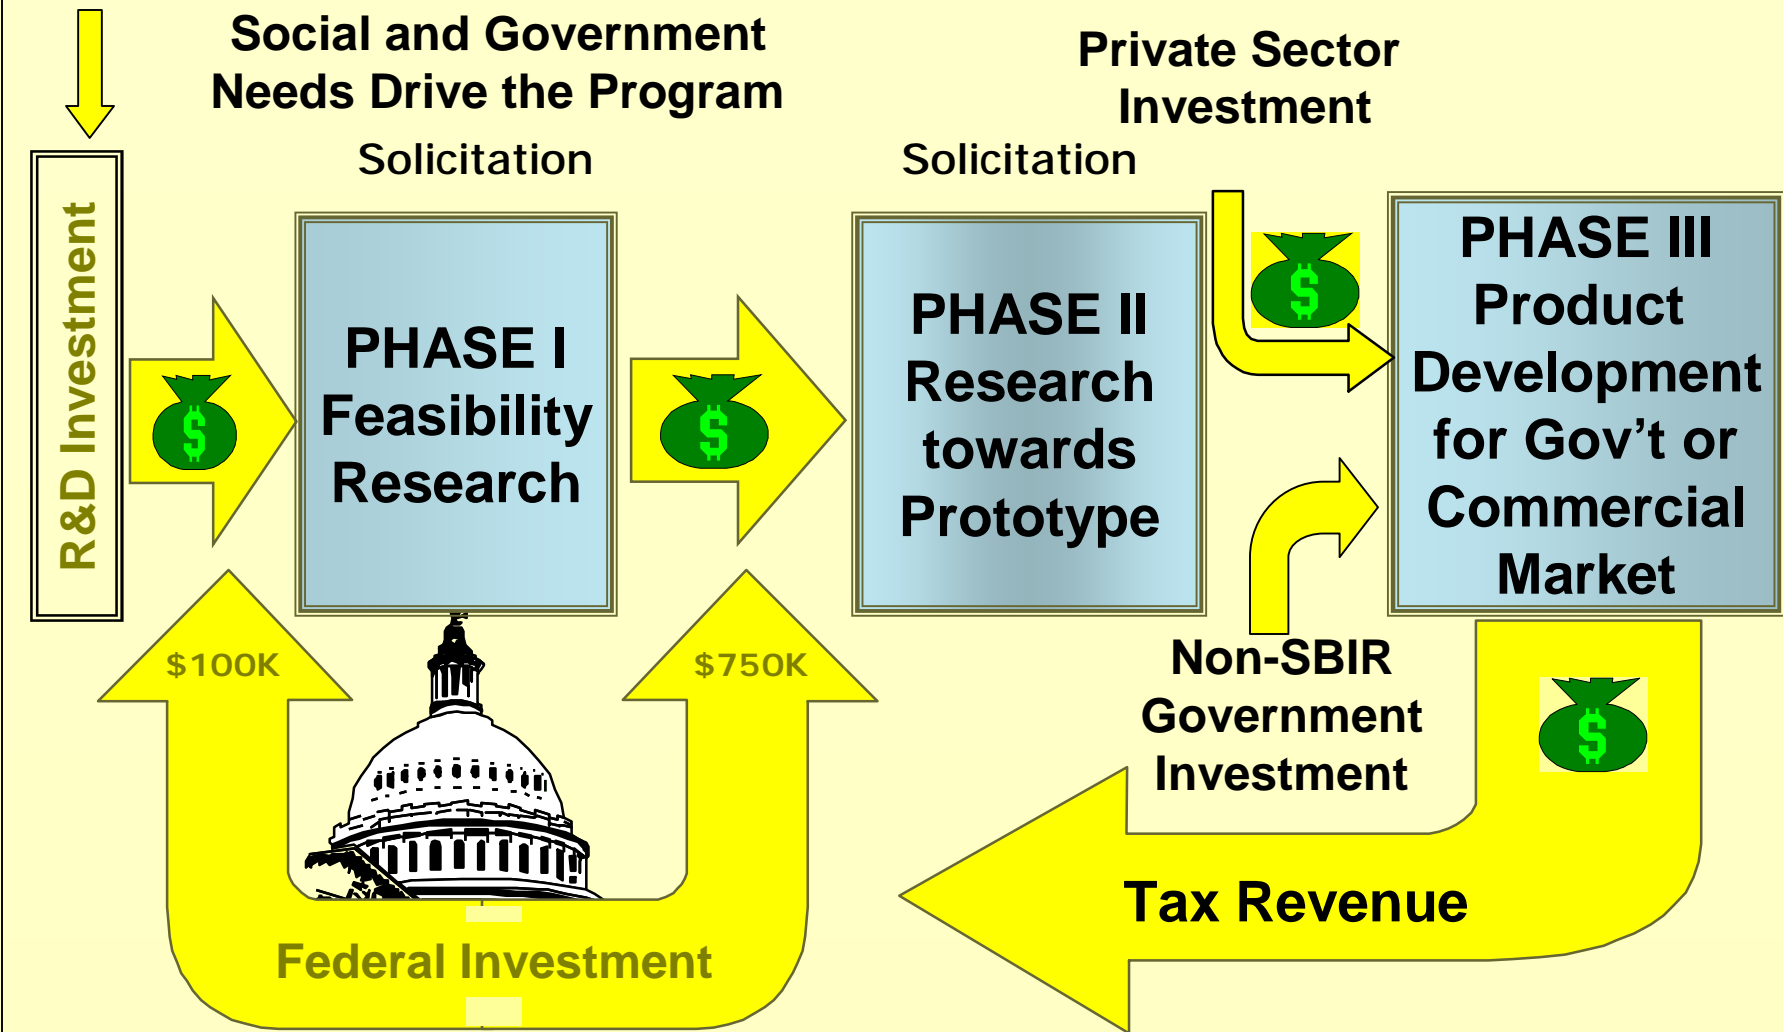 Social and Government
Needs Drive the Program
Private Sector
Investment
Solicitation
Solicitation
R&D Investment
$
PHASE I
Feasibility
Research
$
PHASE II
Research
towards
Prototype
$
PHASE III
Product
Development
for Gov’t or
Commercial
Market
$100K
$750K
Non-SBIR
Government
Investment
$
Tax Revenue
Federal Investment